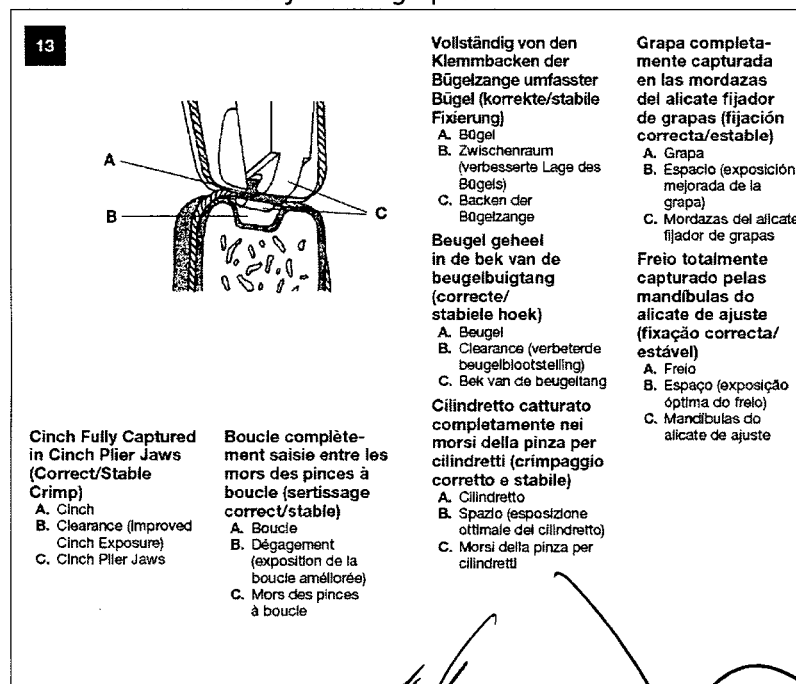 13
A
B
C
Cinch Fully Captured
in Cinch Plier Jaws
(Correct/Stable
Crimp)
A. Cinch
B. Clearance (Improved
Cinch Exposure)
C. Cinch Plier Jaws
Boucle complète-
ment saisie entre les
mors des pinces à
boucle (sertissage
correct/stable)
A. Boucle
B. Dégagement
(exposition de la
boucle améliorée)
C. Mors des pinces
à boucle
Vollständig von den
Klemmbacken der
Bügelzange umfasster
Bügel (korrekte/stabile
Fixierung)
A. Bügel
B. Zwischenraum
(verbesserte Lage des
Bügels)
C. Backen der
Bügelzange
Beugel geheel
in de bek van de
beugelbuigtang
(correcte/
stabiele hoek)
A. Beugel
B. Clearance (verbeterde
beugelblootstelling)
C. Bek van de beugeltang
Cilindretto catturato
completamente nei
morsi della pinza per
cilindretti (crimpaggio
corretto e stabile)
A. Cilindretto
B. Spazio (esposizione
ottimale del cilindretto)
C. Morsi della pinza per
cilindretti
Grapa completa-
mente capturada
en las mordazas
del alicate fijador
de grapas (fijación
correcta/estable)
A. Grapa
B. Espacio (exposición
mejorada de la
grapa)
C. Mordazas del alicate
fijador de grapas
Freio totalmente
capturado pelas
mandíbulas do
alicate de ajuste
(fixação correcta/
estável)
A. Freio
B. Espaço (exposição
óptima do freio)
C. Mandíbulas do
alicate de ajuste